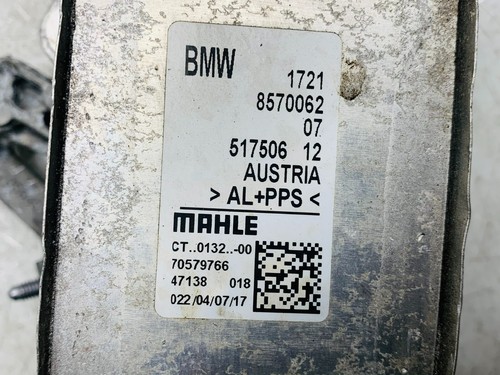 BMW 1721
8570062
07
517506 12
AUSTRIA
> AL+PPS <
MAHLE
CT..0132..-00
70579766
47138 018
022/04/07/17